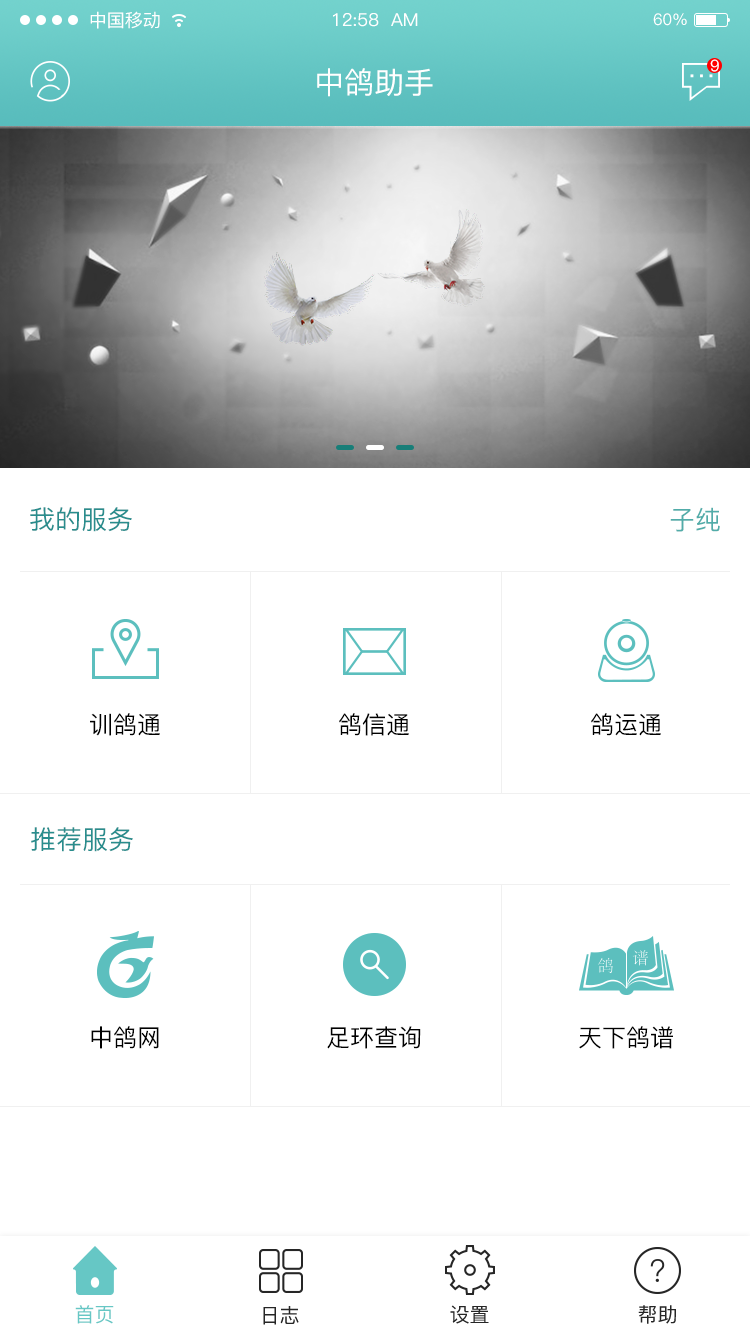 中国移动 12:58 AM 60%
中鸽助手
9
我的服务 子纯
训鸽通 鸽信通 鸽运通
推荐服务
鸽 谱
中鸽网 足环查询 天下鸽谱
首页 日志 设置 帮助